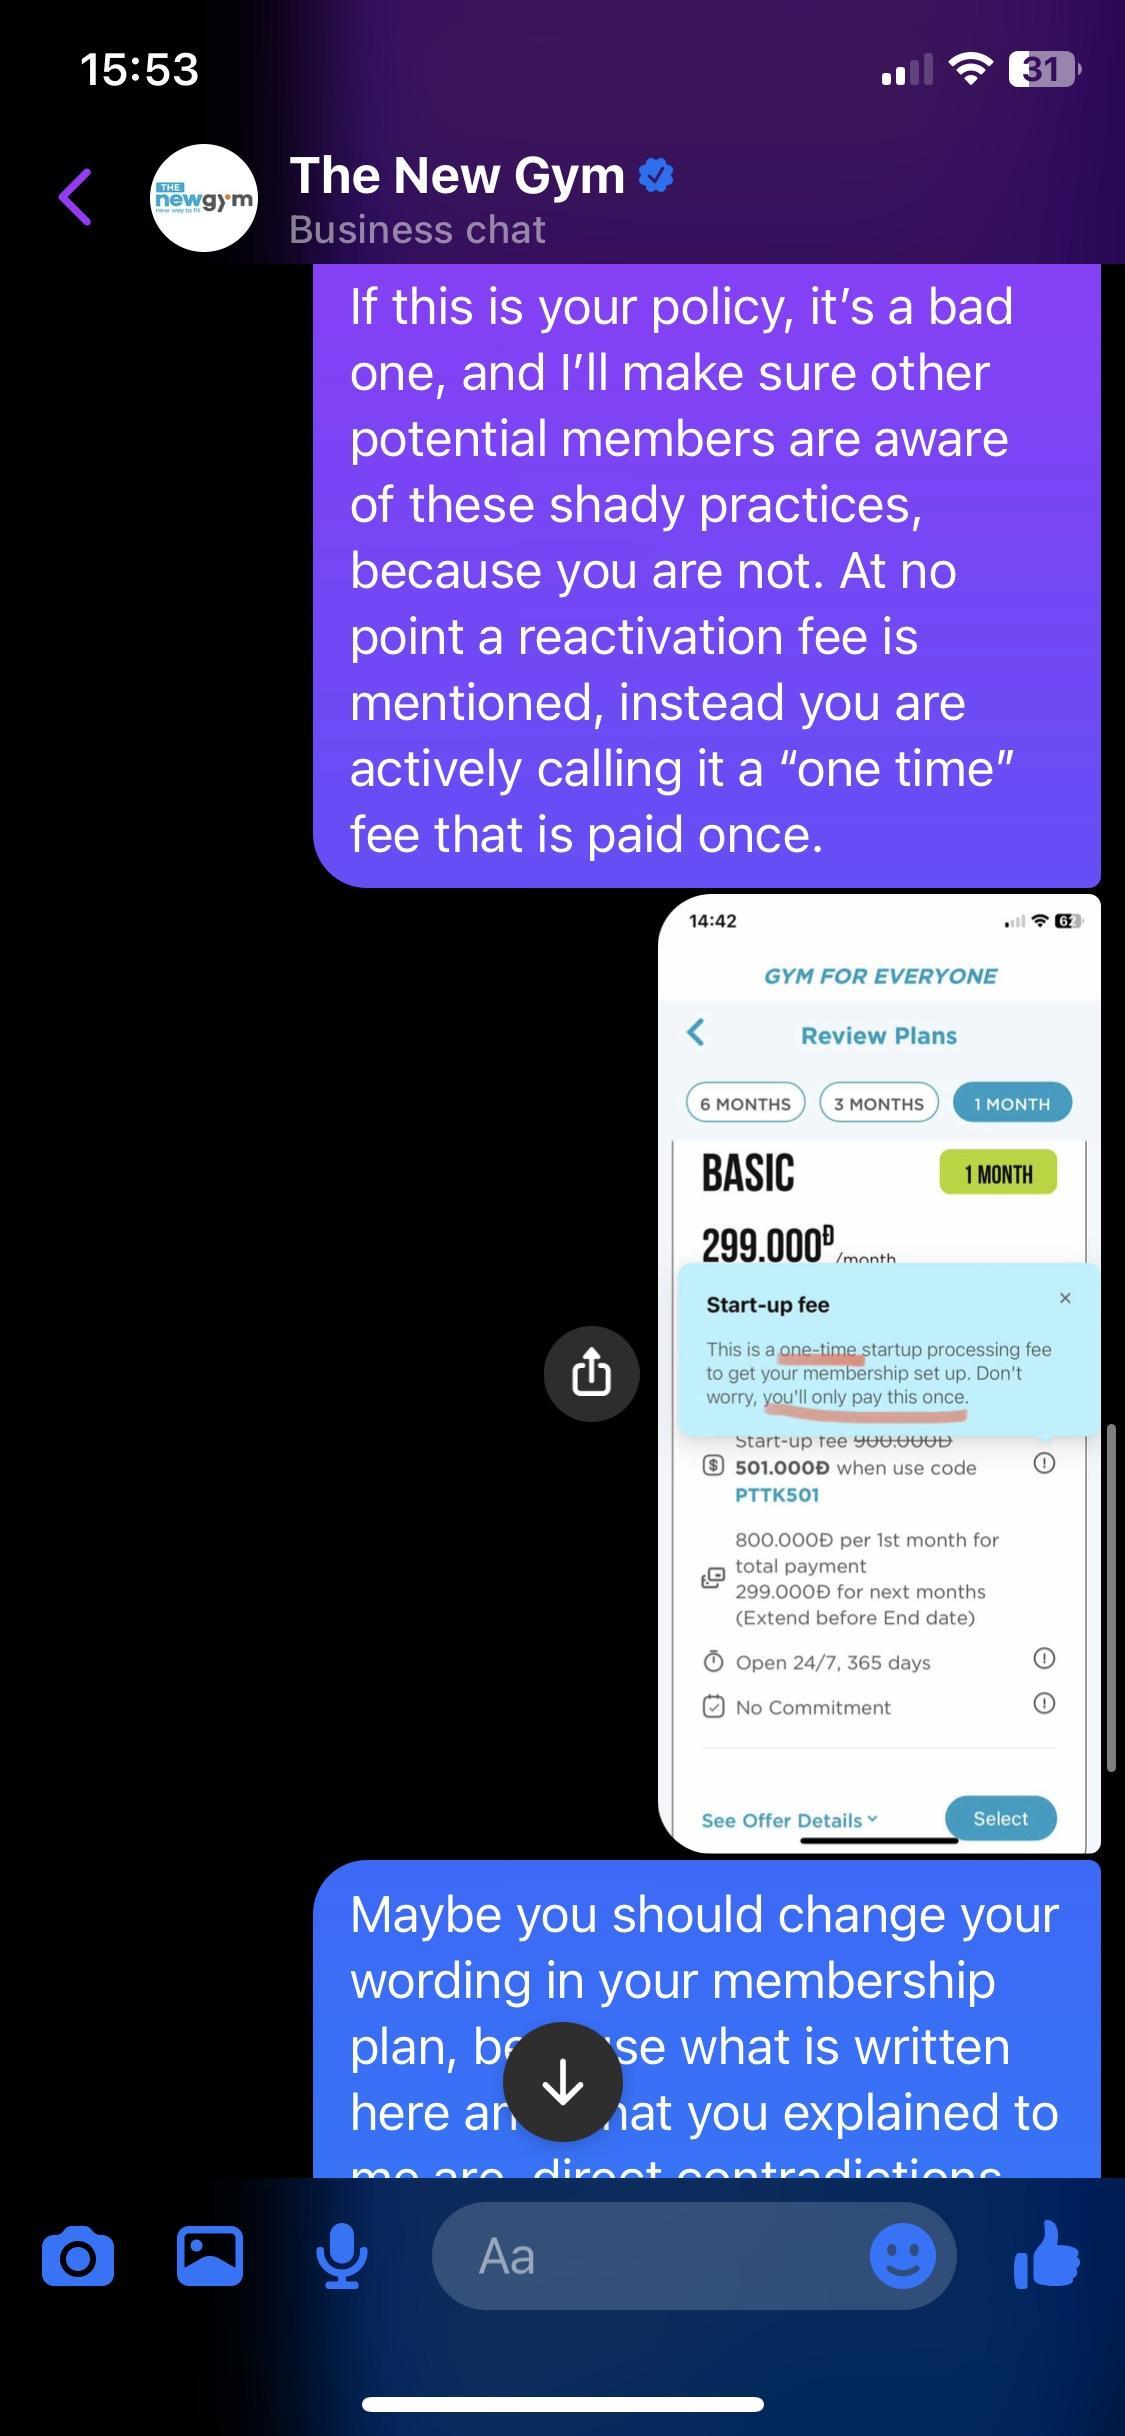 15:53
31
THE
newgym
new way to fit
The New Gym
Business chat
If this is your policy, it’s a bad
one, and I’ll make sure other
potential members are aware
of these shady practices,
because you are not. At no
point a reactivation fee is
mentioned, instead you are
actively calling it a “one time”
fee that is paid once.
14:42
62
GYM FOR EVERYONE
Review Plans
6 MONTHS
3 MONTHS
1 MONTH
BASIC
1 MONTH
299.000Đ
/month
Start-up fee
This is a one-time startup processing fee
to get your membership set up. Don't
worry, you'll only pay this once.
Start-up fee 900.000Đ
501.000Đ when use code
PTTK501
800.000Đ per 1st month for
total payment
299.000Đ for next months
(Extend before End date)
Open 24/7, 365 days
No Commitment
See Offer Details
Select
Maybe you should change your
wording in your membership
plan, what is written
here you explained to
me are direct contradictions
Aa